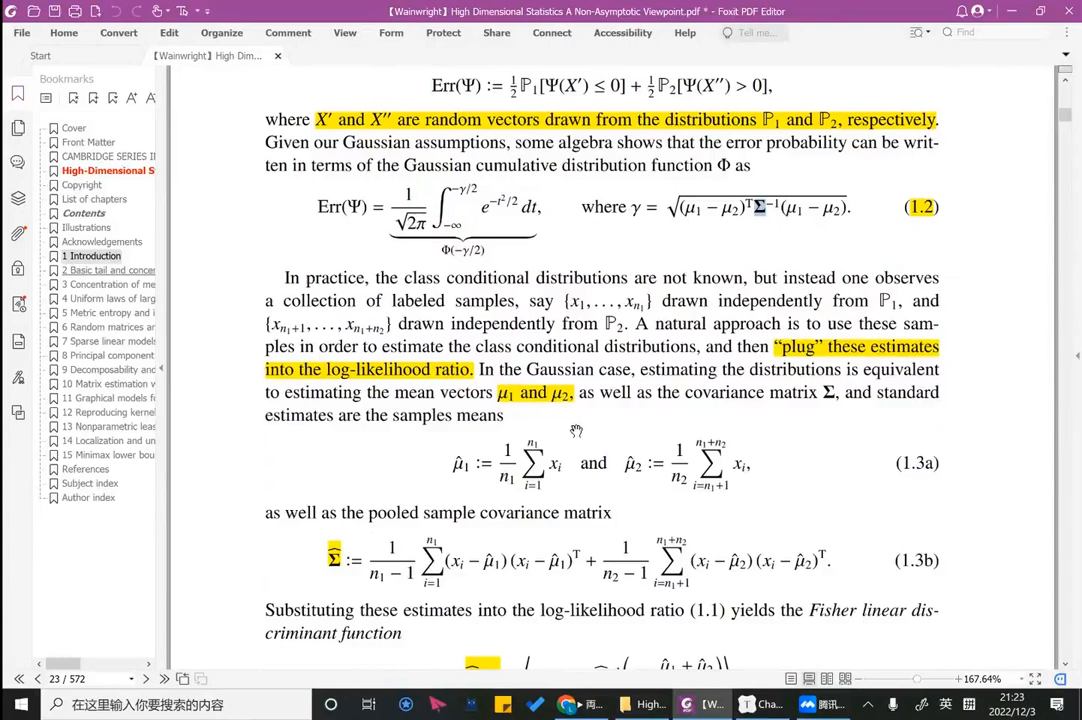 【Wainwright】High Dimensional Statistics A Non-Asymptotic Viewpoint.pdf * - Foxit PDF Editor
File Home Convert Edit Organize Comment View Form Protect Share Connect Accessibility Help Tell me... Find
Start 【Wainwright】High Dim...
Bookmarks
Cover
Front Matter
CAMBRIDGE SERIES IN
High-Dimensional St
Copyright
List of chapters
Contents
Illustrations
Acknowledgements
1 Introduction
2 Basic tail and concen
3 Concentration of me
4 Uniform laws of larg
5 Metric entropy and i
6 Random matrices an
7 Sparse linear models
8 Principal component
9 Decomposability and
10 Matrix estimation w
11 Graphical models fo
12 Reproducing kernel
13 Nonparametric least
14 Localization and un
15 Minimax lower bou
References
Author index
Err(Ψ) := ½ℙ₁[Ψ(X′) ≤ 0] + ½ℙ₂[Ψ(X″) > 0],
where X′ and X″ are random vectors drawn from the distributions ℙ₁ and ℙ₂, respectively.
Given our Gaussian assumptions, some algebra shows that the error probability can be writ-
ten in terms of the Gaussian cumulative distribution function Φ as
Err(Ψ) = 1/√2π ∫_{−∞}^{−γ/2} e^{−t²/2} dt, where γ = √(μ₁ − μ₂)ᵀΣ⁻¹(μ₁ − μ₂). (1.2)
Φ(−γ/2)
In practice, the class conditional distributions are not known, but instead one observes
a collection of labeled samples, say {x₁, . . . , x_{n₁}} drawn independently from ℙ₁, and
{x_{n₁+1}, . . . , x_{n₁+n₂}} drawn independently from ℙ₂. A natural approach is to use these sam-
ples in order to estimate the class conditional distributions, and then “plug” these estimates
into the log-likelihood ratio. In the Gaussian case, estimating the distributions is equivalent
to estimating the mean vectors μ₁ and μ₂, as well as the covariance matrix Σ, and standard
estimates are the samples means
μ̂₁ := 1/n₁ ∑_{i=1}^{n₁} xᵢ and μ̂₂ := 1/n₂ ∑_{i=n₁+1}^{n₁+n₂} xᵢ, (1.3a)
as well as the pooled sample covariance matrix
Σ̂ := 1/(n₁ − 1) ∑_{i=1}^{n₁} (xᵢ − μ̂₁)(xᵢ − μ̂₁)ᵀ + 1/(n₂ − 1) ∑_{i=n₁+1}^{n₁+n₂} (xᵢ − μ̂₂)(xᵢ − μ̂₂)ᵀ. (1.3b)
Substituting these estimates into the log-likelihood ratio (1.1) yields the Fisher linear dis-
criminant function
23 / 572 167.64%
在这里输入你要搜索的内容 両... High... 【W... Cha... 腾讯... 英 拼 21:23
2022/12/3